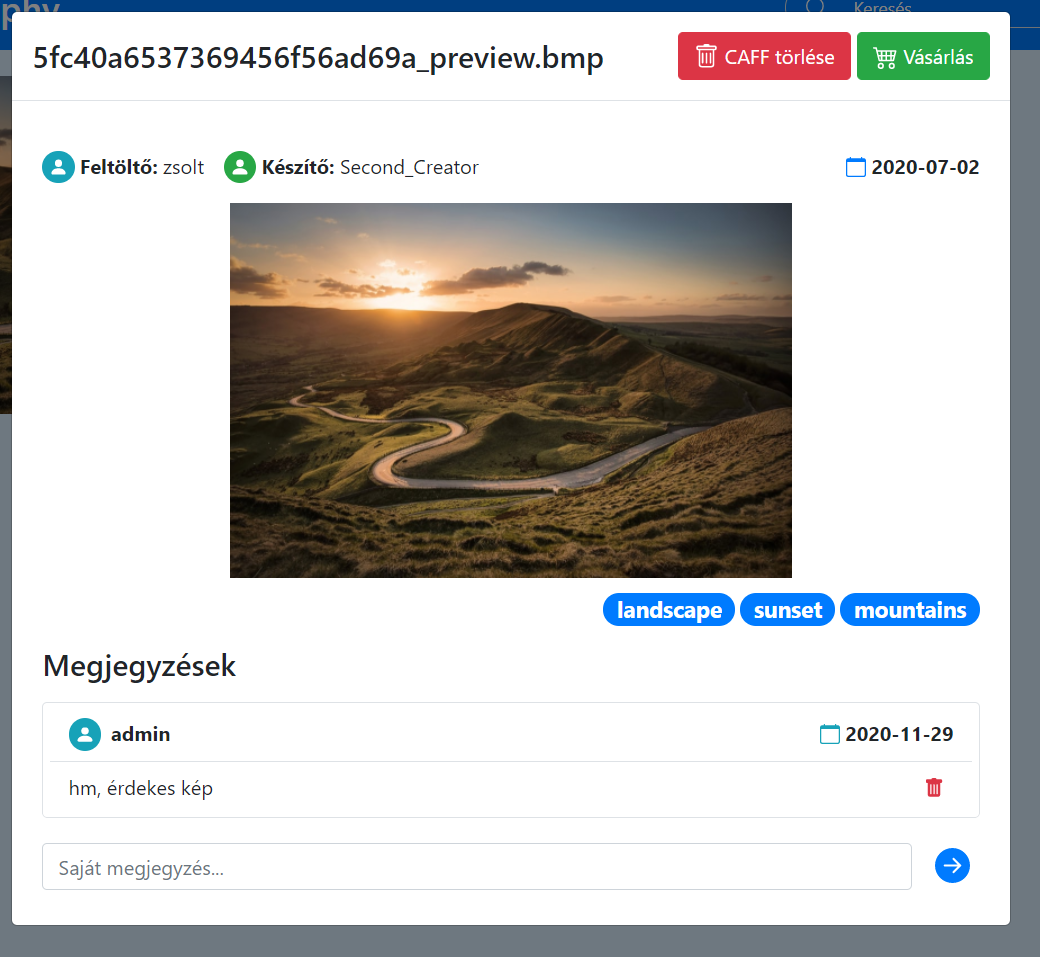 Keresés
5fc40a6537369456f56ad69a_preview.bmp CAFF törlése Vásárlás
Feltöltő: zsolt Készítő: Second_Creator 2020-07-02
landscape sunset mountains
Megjegyzések
admin 2020-11-29
hm, érdekes kép
Saját megjegyzés...